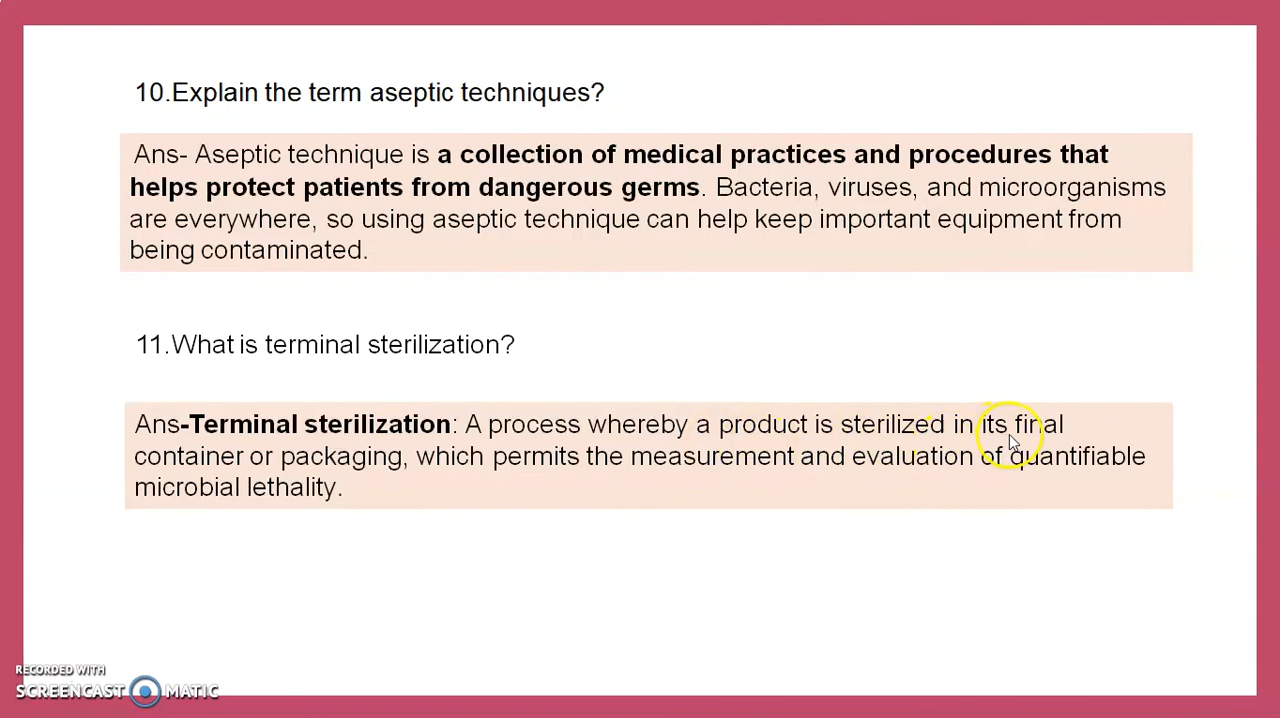 10.Explain the term aseptic techniques?
Ans- Aseptic technique is a collection of medical practices and procedures that
helps protect patients from dangerous germs. Bacteria, viruses, and microorganisms
are everywhere, so using aseptic technique can help keep important equipment from
being contaminated.
11.What is terminal sterilization?
Ans-Terminal sterilization: A process whereby a product is sterilized in its final
container or packaging, which permits the measurement and evaluation of quantifiable
microbial lethality.
RECORDED WITH
SCREENCAST MATIC